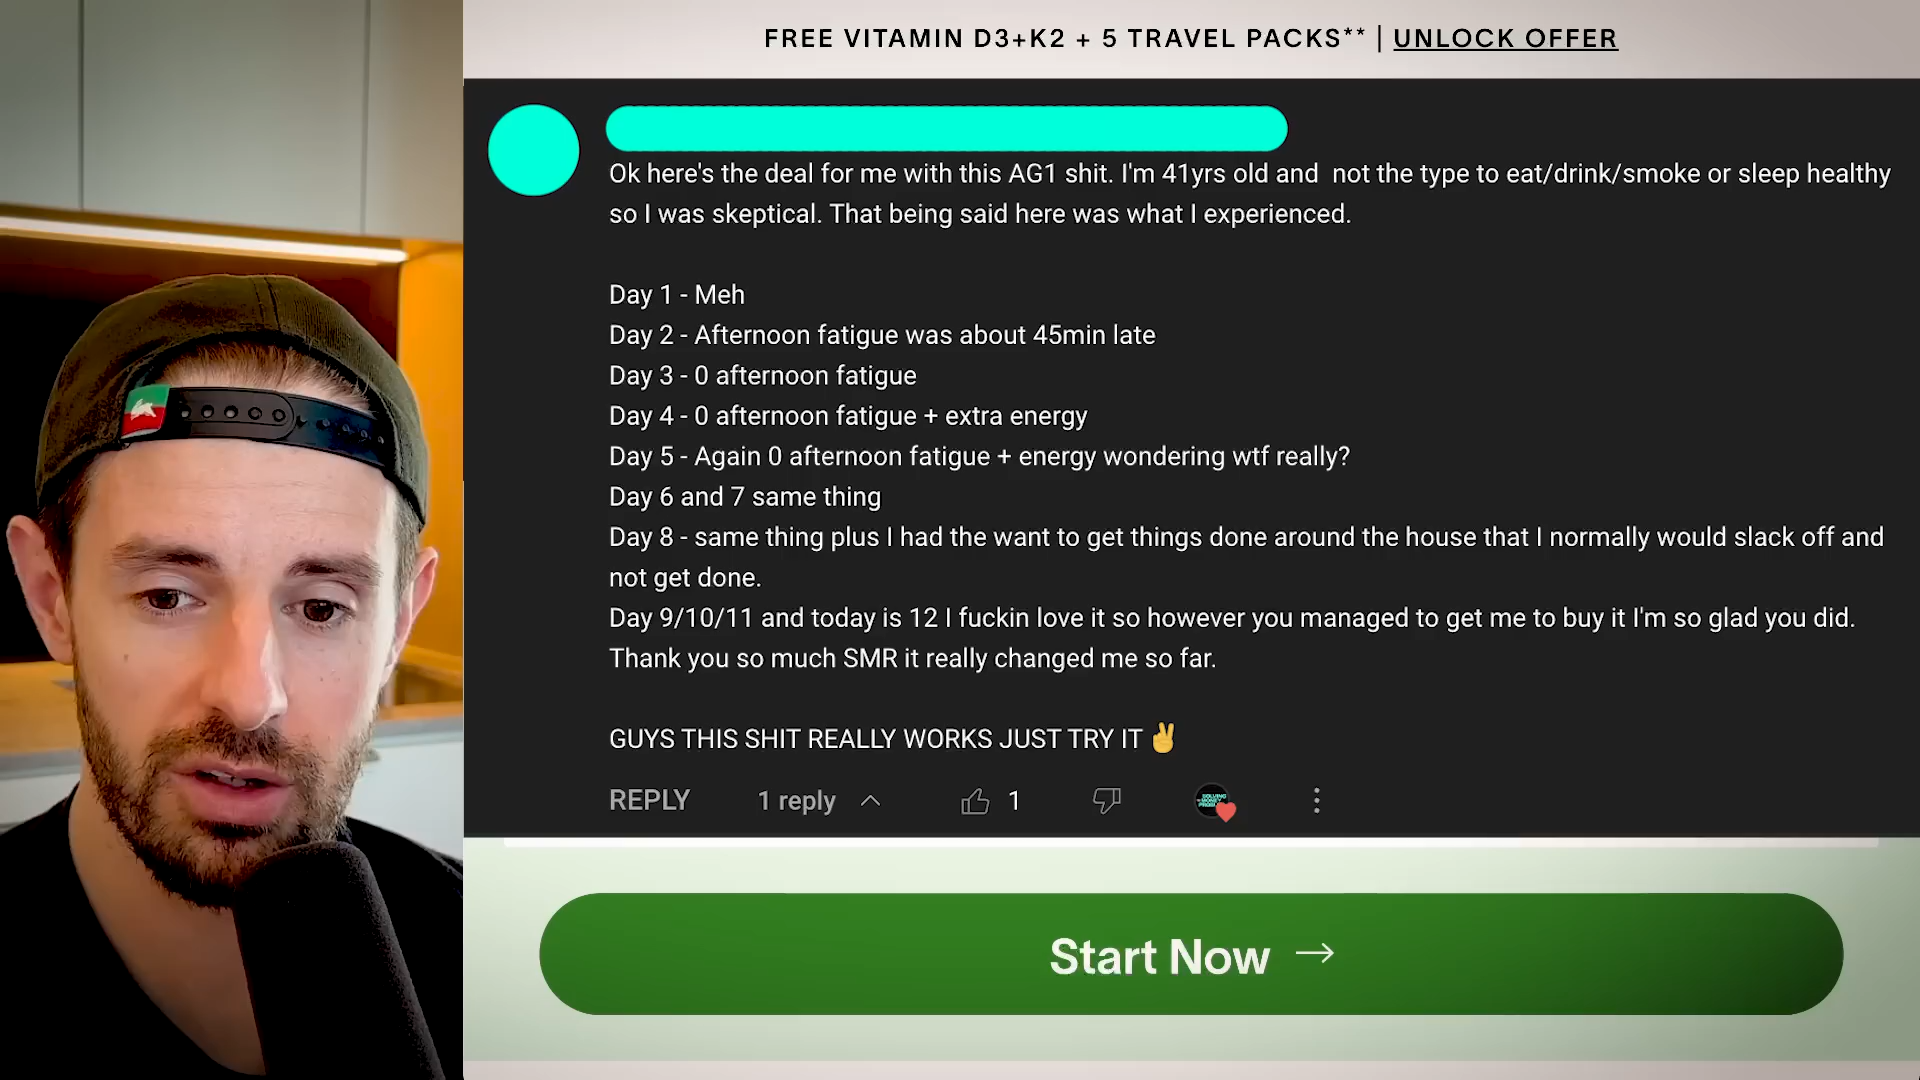 FREE VITAMIN D3+K2 + 5 TRAVEL PACKS** | UNLOCK OFFER
Ok here's the deal for me with this AG1 shit. I'm 41yrs old and  not the type to eat/drink/smoke or sleep healthy
so I was skeptical. That being said here was what I experienced.
Day 1 - Meh
Day 2 - Afternoon fatigue was about 45min late
Day 3 - 0 afternoon fatigue
Day 4 - 0 afternoon fatigue + extra energy
Day 5 - Again 0 afternoon fatigue + energy wondering wtf really?
Day 6 and 7 same thing
Day 8 - same thing plus I had the want to get things done around the house that I normally would slack off and
not get done.
Day 9/10/11 and today is 12 I fuckin love it so however you managed to get me to buy it I'm so glad you did.
Thank you so much SMR it really changed me so far.
GUYS THIS SHIT REALLY WORKS JUST TRY IT ✌️
REPLY 1 reply 1
Start Now →